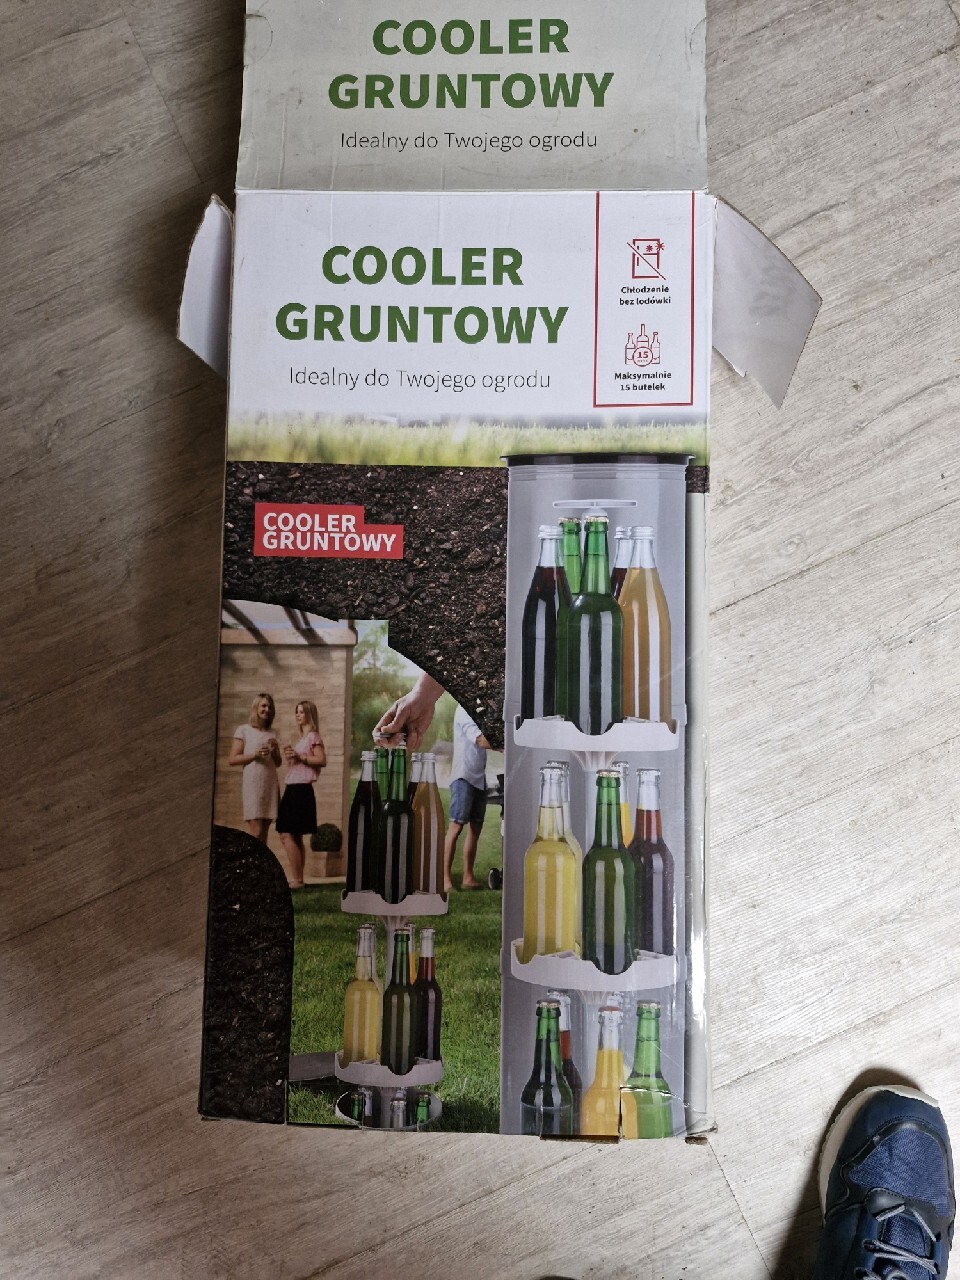 COOLER
GRUNTOWY
Idealny do Twojego ogrodu
COOLER
GRUNTOWY
Idealny do Twojego ogrodu
Chłodzenie
bez lodówki
15
Maksymalnie
15 butelek
COOLER
GRUNTOWY